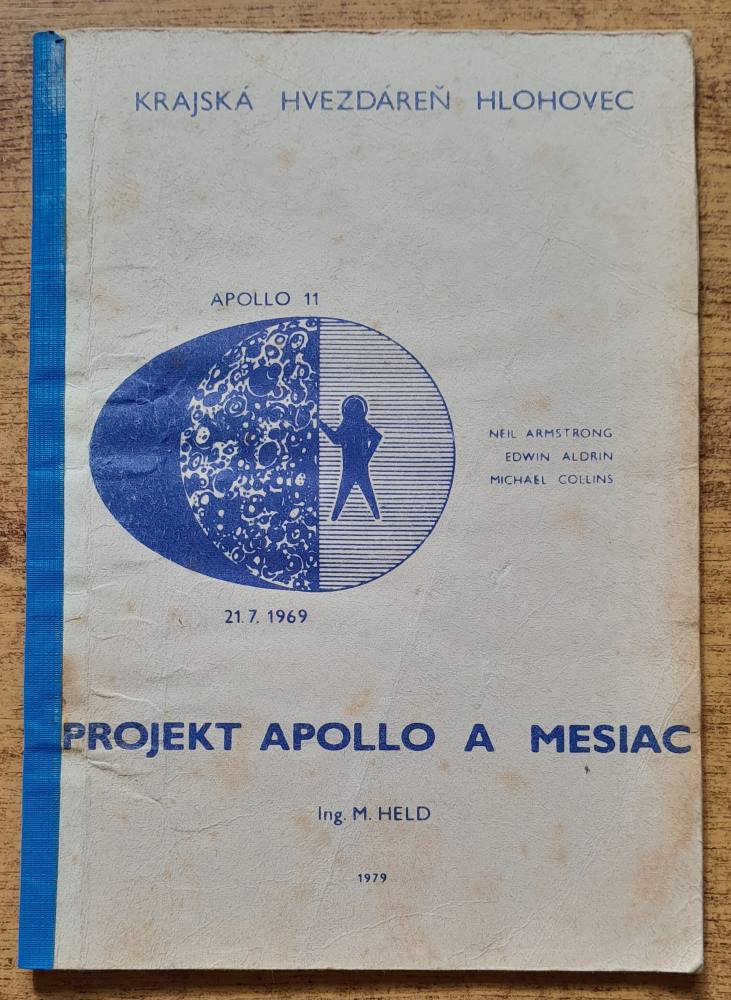 KRAJSKÁ HVEZDÁREŇ HLOHOVEC
APOLLO 11
NEIL ARMSTRONG
EDWIN ALDRIN
MICHAEL COLLINS
21. 7. 1969
PROJEKT APOLLO A MESIAC
Ing. M. HELD
1979